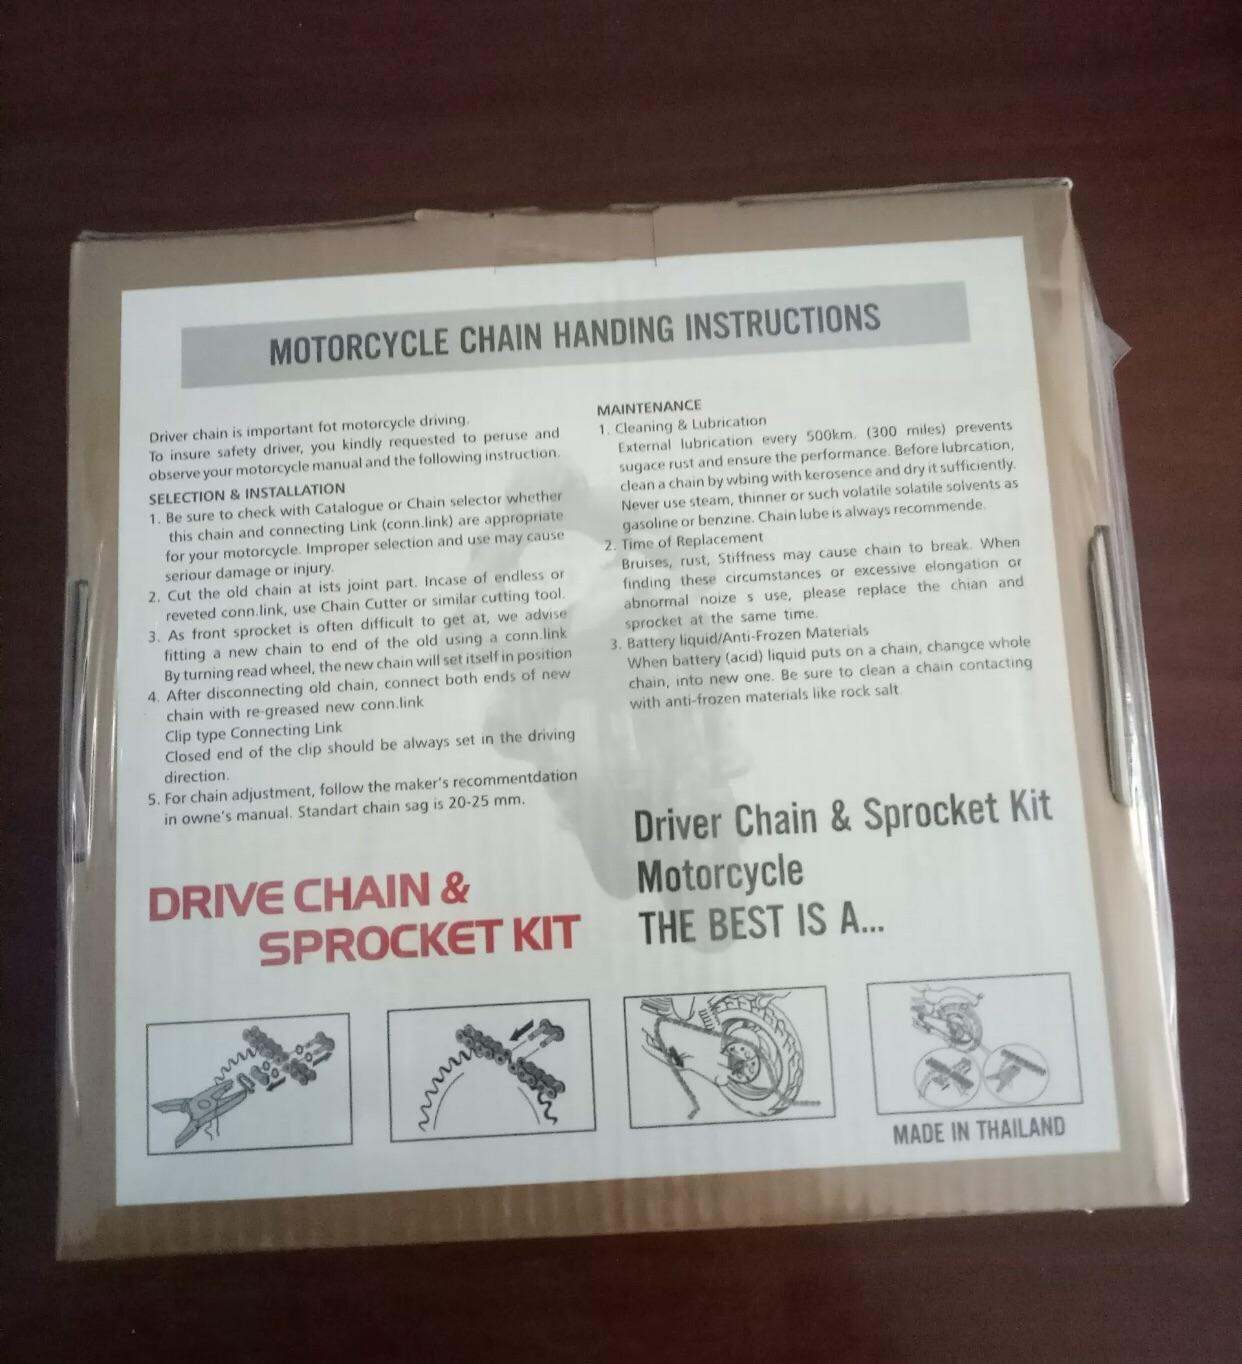 MOTORCYCLE CHAIN HANDING INSTRUCTIONS
Driver chain is important fot motorcycle driving.
To insure safety driver, you kindly requested to peruse and
observe your motorcycle manual and the following instruction.
SELECTION & INSTALLATION
1. Be sure to check with Catalogue or Chain selector whether
this chain and connecting Link (conn.link) are appropriate
for your motorcycle. Improper selection and use may cause
seriour damage or injury.
2. Cut the old chain at ists joint part. Incase of endless or
reveted conn.link, use Chain Cutter or similar cutting tool.
3. As front sprocket is often difficult to get at, we advise
fitting a new chain to end of the old using a conn.link
By turning read wheel, the new chain will set itself in position
4. After disconnecting old chain, connect both ends of new
chain with re-greased new conn.link
Clip type Connecting Link
Closed end of the clip should be always set in the driving
direction.
5. For chain adjustment, follow the maker's recommentdation
in owne's manual. Standart chain sag is 20-25 mm.
MAINTENANCE
1. Cleaning & Lubrication
External lubrication every 500km. (300 miles) prevents
sugace rust and ensure the performance. Before lubrcation,
clean a chain by wbing with kerosence and dry it sufficiently.
Never use steam, thinner or such volatile solatile solvents as
gasoline or benzine. Chain lube is always recommende.
2. Time of Replacement
Bruises, rust, Stiffness may cause chain to break. When
finding these circumstances or excessive elongation or
abnormal noize s use, please replace the chian and
sprocket at the same time.
3. Battery liquid/Anti-Frozen Materials
When battery (acid) liquid puts on a chain, changce whole
chain, into new one. Be sure to clean a chain contacting
with anti-frozen materials like rock salt
DRIVE CHAIN &
SPROCKET KIT
Driver Chain & Sprocket Kit
Motorcycle
THE BEST IS A...
MADE IN THAILAND